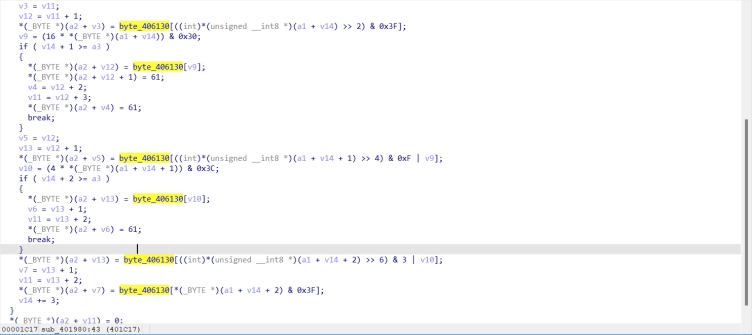 v3 = v11;
v12 = v11 + 1;
*(_BYTE *)(a2 + v3) = byte_406130[((int)*(unsigned __int8 *)(a1 + v14) >> 2) & 0x3F];
v9 = (16 * *(_BYTE *)(a1 + v14)) & 0x30;
if ( v14 + 1 >= a3 )
{
*(_BYTE *)(a2 + v12) = byte_406130[v9];
*(_BYTE *)(a2 + v12 + 1) = 61;
v4 = v12 + 2;
v11 = v12 + 3;
*(_BYTE *)(a2 + v4) = 61;
break;
}
v5 = v12;
v13 = v12 + 1;
*(_BYTE *)(a2 + v5) = byte_406130[((int)*(unsigned __int8 *)(a1 + v14 + 1) >> 4) & 0xF | v9];
v10 = (4 * *(_BYTE *)(a1 + v14 + 1)) & 0x3C;
if ( v14 + 2 >= a3 )
{
*(_BYTE *)(a2 + v13) = byte_406130[v10];
v6 = v13 + 1;
v11 = v13 + 2;
*(_BYTE *)(a2 + v6) = 61;
break;
}
*(_BYTE *)(a2 + v13) = byte_406130[((int)*(unsigned __int8 *)(a1 + v14 + 2) >> 6) & 3 | v10];
v7 = v13 + 1;
v11 = v13 + 2;
*(_BYTE *)(a2 + v7) = byte_406130[*(_BYTE *)(a1 + v14 + 2) & 0x3F];
v14 += 3;
}
*(_BYTE *)(a2 + v11) = 0;
00001C17 sub_401980:43 (401C17)